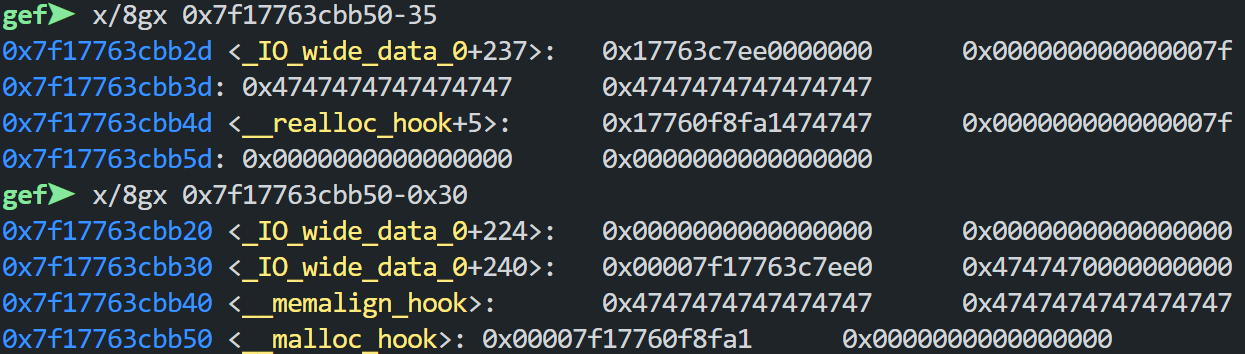 gef➤ x/8gx 0x7f17763cbb50-35
0x7f17763cbb2d <_IO_wide_data_0+237>: 0x17763c7ee0000000 0x000000000000007f
0x7f17763cbb3d: 0x4747474747474747 0x4747474747474747
0x7f17763cbb4d <__realloc_hook+5>: 0x17760f8fa1474747 0x000000000000007f
0x7f17763cbb5d: 0x0000000000000000 0x0000000000000000
gef➤ x/8gx 0x7f17763cbb50-0x30
0x7f17763cbb20 <_IO_wide_data_0+224>: 0x0000000000000000 0x0000000000000000
0x7f17763cbb30 <_IO_wide_data_0+240>: 0x00007f17763c7ee0 0x4747470000000000
0x7f17763cbb40 <__memalign_hook>: 0x4747474747474747 0x4747474747474747
0x7f17763cbb50 <__malloc_hook>: 0x00007f17760f8fa1 0x0000000000000000